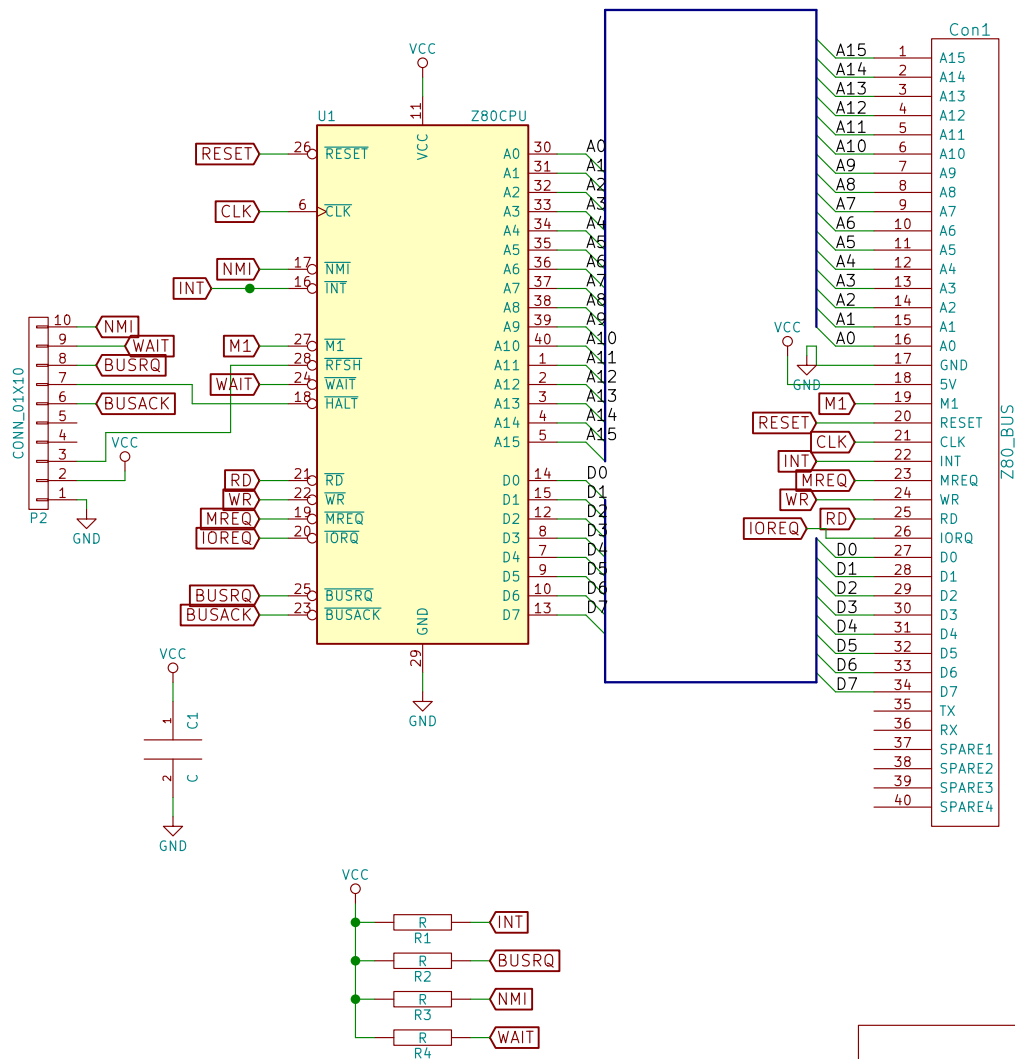 VCC
U1
Z80CPU
11
VCC
RESET 26 RESET
CLK 6 CLK
NMI 17 NMI
INT 16 INT
M1 27 M1
28 RFSH
WAIT 24 WAIT
18 HALT
RD 21 RD
WR 22 WR
MREQ 19 MREQ
IOREQ 20 IORQ
BUSRQ 25 BUSRQ
BUSACK 23 BUSACK
A0 30 A0
A1 31 A1
A2 32 A2
A3 33 A3
A4 34 A4
A5 35 A5
A6 36 A6
A7 37 A7
A8 38 A8
A9 39 A9
A10 40 A10
A11 1 A11
A12 2 A12
A13 3 A13
A14 4 A14
A15 5 A15
D0 14 D0
D1 15 D1
D2 12 D2
D3 8 D3
D4 7 D4
D5 9 D5
D6 10 D6
D7 13 D7
GND
29
GND
CONN_01X10
10 NMI
9 WAIT
8 BUSRQ
7
6 BUSACK
5
4
3
VCC
2
1
P2
GND
Con1
A15 1 A15
A14 2 A14
A13 3 A13
A12 4 A12
A11 5 A11
A10 6 A10
A9 7 A9
A8 8 A8
A7 9 A7
A6 10 A6
A5 11 A5
A4 12 A4
A3 13 A3
A2 14 A2
A1 15 A1
VCC
A0 16 A0
17 GND
GND
18 5V
M1 19 M1
RESET 20 RESET
CLK 21 CLK
INT 22 INT
MREQ 23 MREQ
WR 24 WR
RD 25 RD
IOREQ 26 IORQ
D0 27 D0
D1 28 D1
D2 29 D2
D3 30 D3
D4 31 D4
D5 32 D5
D6 33 D6
D7 34 D7
35 TX
36 RX
37 SPARE1
38 SPARE2
39 SPARE3
40 SPARE4
Z80_BUS
VCC
1 C1
2 C
GND
VCC
R INT
R1
R BUSRQ
R2
R NMI
R3
R WAIT
R4